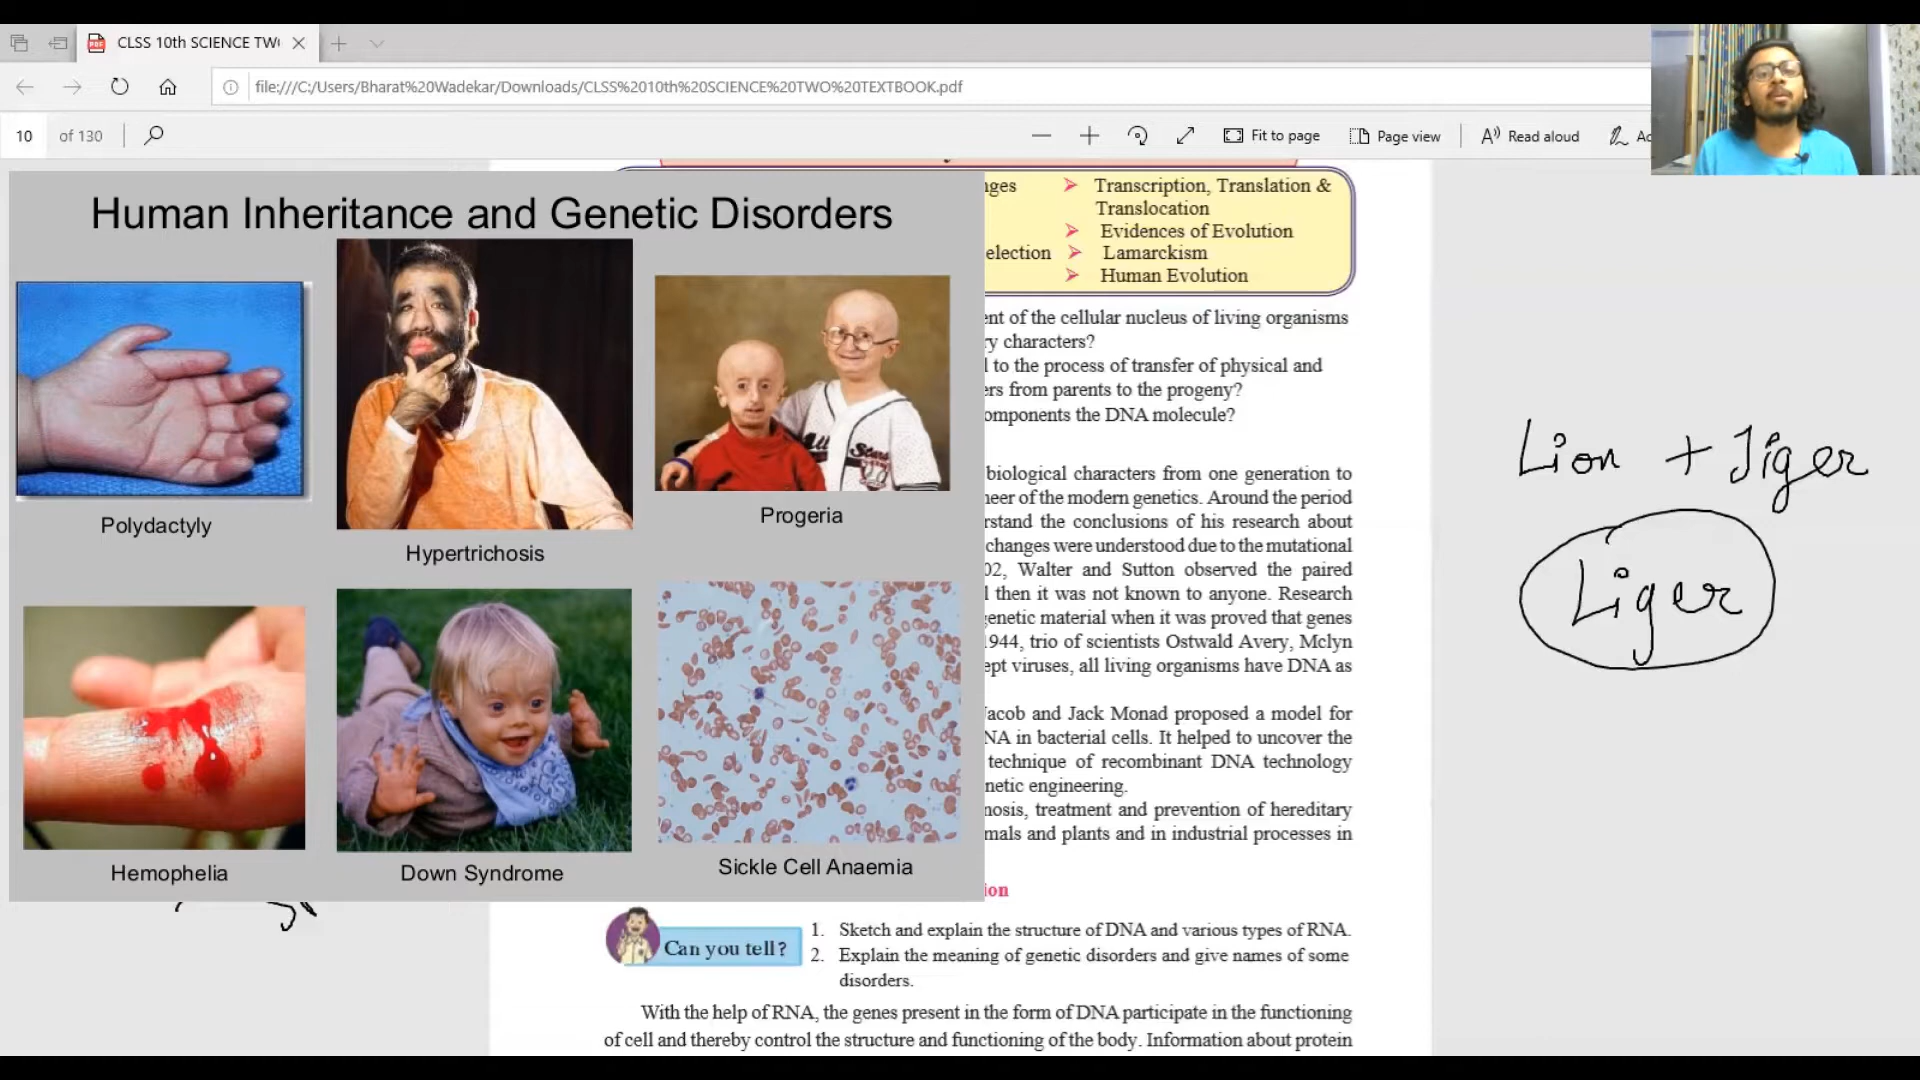 CLSS 10th SCIENCE TW
file:///C:/Users/Bharat%20Wadekar/Downloads/CLSS%2010th%20SCIENCE%20TWO%20TEXTBOOK.pdf
10 of 130
Fit to page
Page view
Read aloud
Human Inheritance and Genetic Disorders
Polydactyly
Hypertrichosis
Progeria
Hemophelia
Down Syndrome
Sickle Cell Anaemia
Transcription, Translation &
Translocation
Evidences of Evolution
election
Lamarckism
Human Evolution
of the cellular nucleus of living organisms
characters?
to the process of transfer of physical and
from parents to the progeny?
omponents the DNA molecule?
biological characters from one generation to
of the modern genetics. Around the period
rstand the conclusions of his research about
changes were understood due to the mutational
02, Walter and Sutton observed the paired
then it was not known to anyone. Research
genetic material when it was proved that genes
1944, trio of scientists Ostwald Avery, Mclyn
ept viruses, all living organisms have DNA as
Jacob and Jack Monad proposed a model for
NA in bacterial cells. It helped to uncover the
technique of recombinant DNA technology
netic engineering.
nosis, treatment and prevention of hereditary
mals and plants and in industrial processes in
ion
Can you tell?
1. Sketch and explain the structure of DNA and various types of RNA.
2. Explain the meaning of genetic disorders and give names of some
disorders.
With the help of RNA, the genes present in the form of DNA participate in the functioning
of cell and thereby control the structure and functioning of the body. Information about protein
Lion + Tiger
Liger
All
Stars